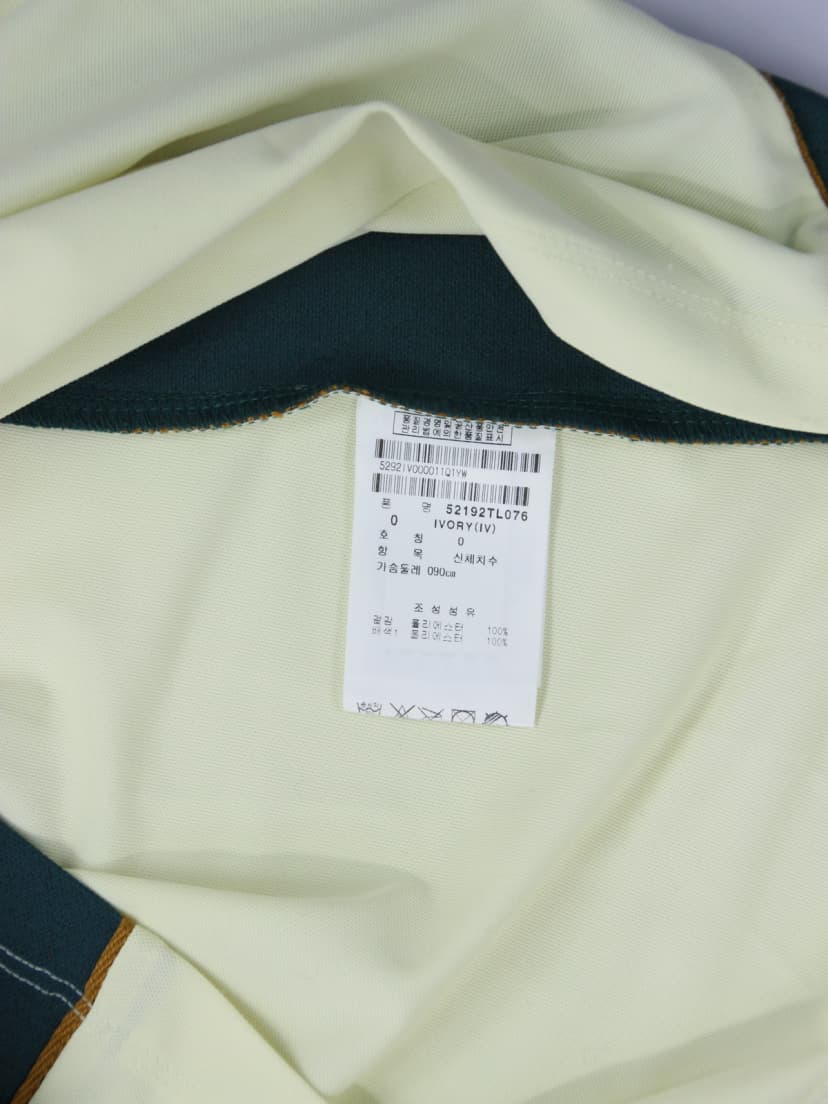 52921V000011Q1YW
품 명 52192TL076
0 IVORY(IV)
호 칭 0
항 목 신체치수
가슴둘레 090㎝
조 성 섬 유
겉감 폴리에스터 100%
배색1 폴리에스터 100%